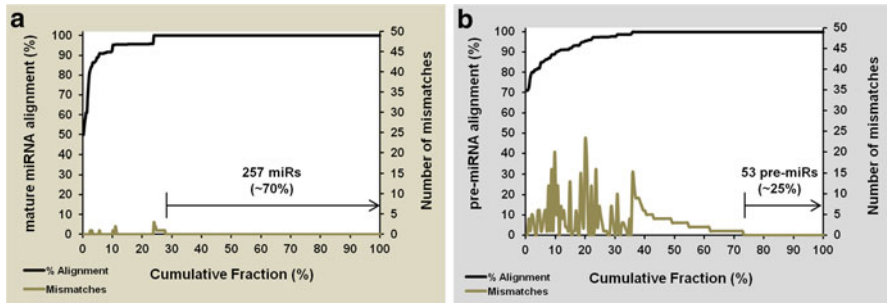 a
mature miRNA alignment (%)
100
90
80
70
60
50
40
30
20
10
0
50
45
40
35
30
25
20
15
10
5
0
Number of mismatches
257 miRs
(~70%)
0 10 20 30 40 50 60 70 80 90 100
Cumulative Fraction (%)
% Alignment
Mismatches
b
pre-miRNA alignment (%)
100
90
80
70
60
50
40
30
20
10
0
50
45
40
35
30
25
20
15
10
5
0
Number of mismatches
53 pre-miRs
(~25%)
0 10 20 30 40 50 60 70 80 90 100
Cumulative Fraction (%)
% Alignment
Mismatches